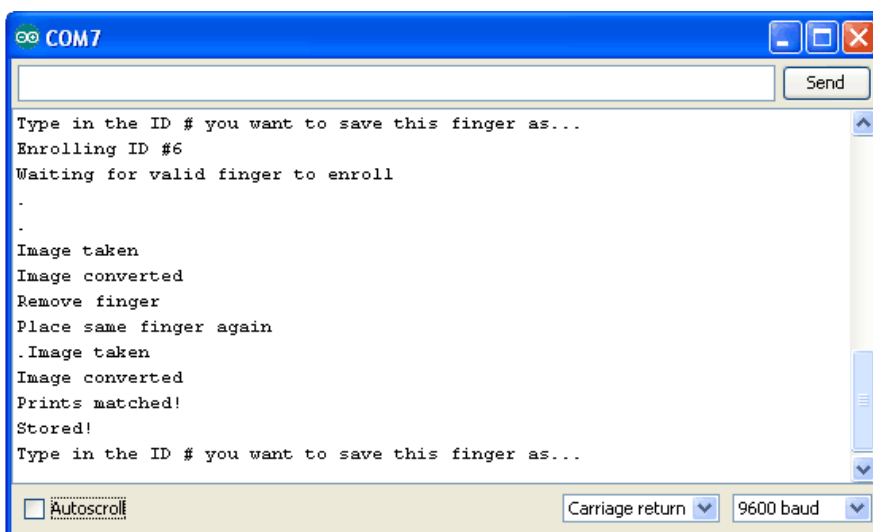 COM7
Send
Type in the ID # you want to save this finger as...
Enrolling ID #6
Waiting for valid finger to enroll
.
.
Image taken
Image converted
Remove finger
Place same finger again
.Image taken
Image converted
Prints matched!
Stored!
Type in the ID # you want to save this finger as...
Autoscroll Carriage return 9600 baud